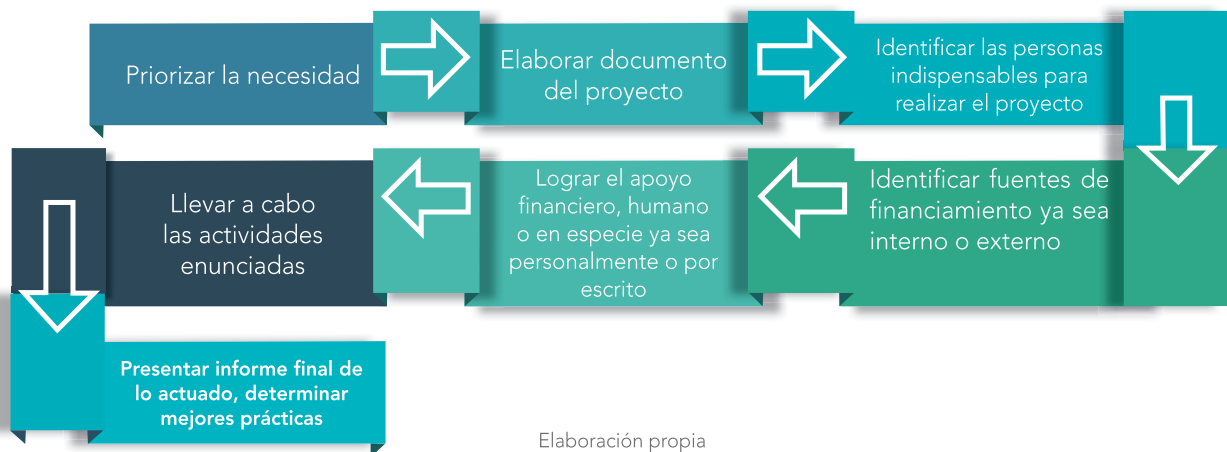 Priorizar la necesidad
Elaborar documento
del proyecto
Identificar las personas
indispensables para
realizar el proyecto
Identificar fuentes de
financiamiento ya sea
interno o externo
Lograr el apoyo
financiero, humano
o en especie ya sea
personalmente o por
escrito
Llevar a cabo
las actividades
enunciadas
Presentar informe final de
lo actuado, determinar
mejores prácticas
Elaboración propia